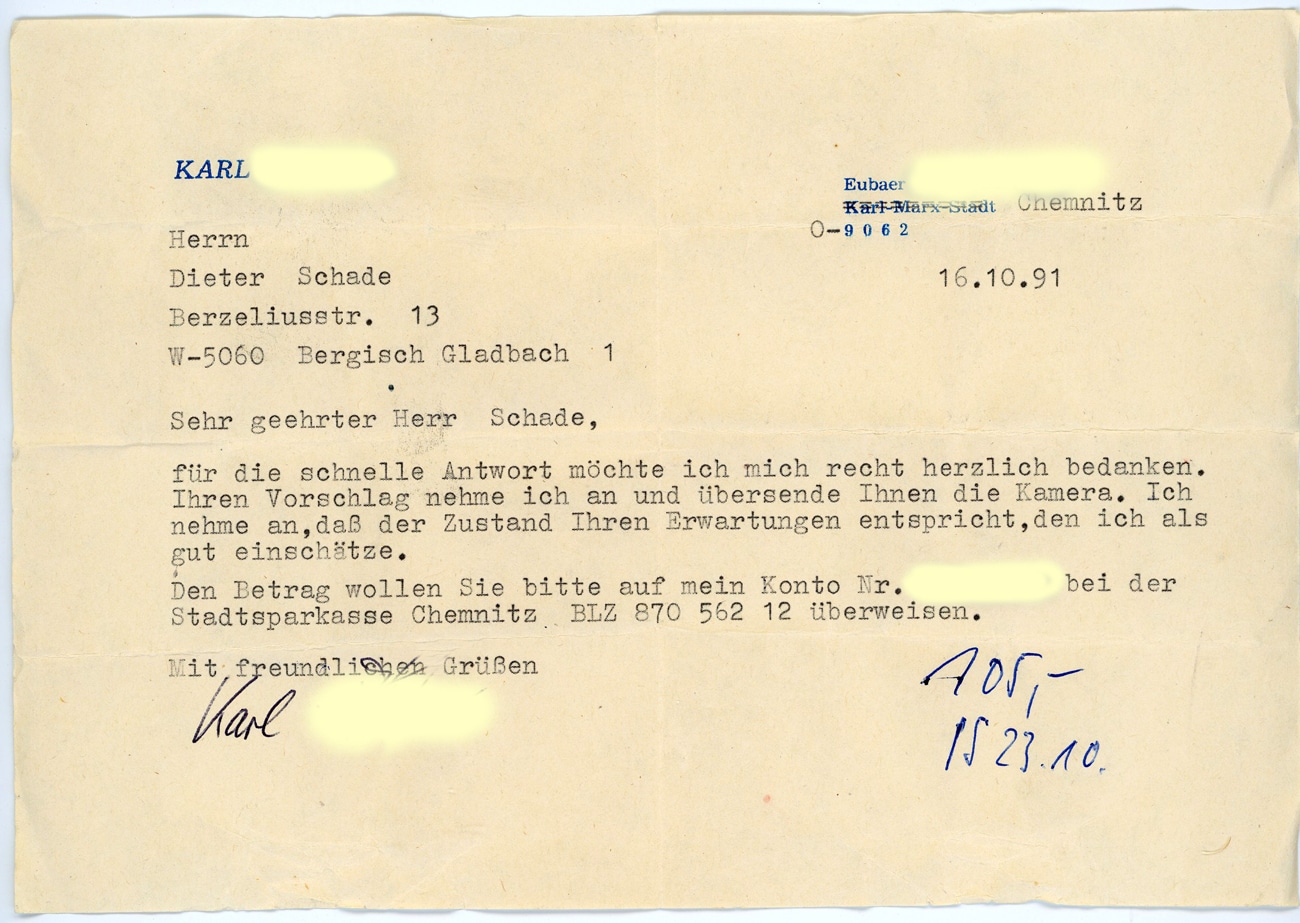 KARL
Eubaer
Karl-Marx-Stadt Chemnitz
O-9062
16.10.91
Herrn
Dieter Schade
Berzeliusstr. 13
W-5060 Bergisch Gladbach 1
Sehr geehrter Herr Schade,
für die schnelle Antwort möchte ich mich recht herzlich bedanken.
Ihren Vorschlag nehme ich an und übersende Ihnen die Kamera. Ich
nehme an,daß der Zustand Ihren Erwartungen entspricht,den ich als
gut einschätze.
Den Betrag wollen Sie bitte auf mein Konto Nr. bei der
Stadtsparkasse Chemnitz BLZ 870 562 12 überweisen.
Mit freundlichen Grüßen
Karl
105,-
23.10.